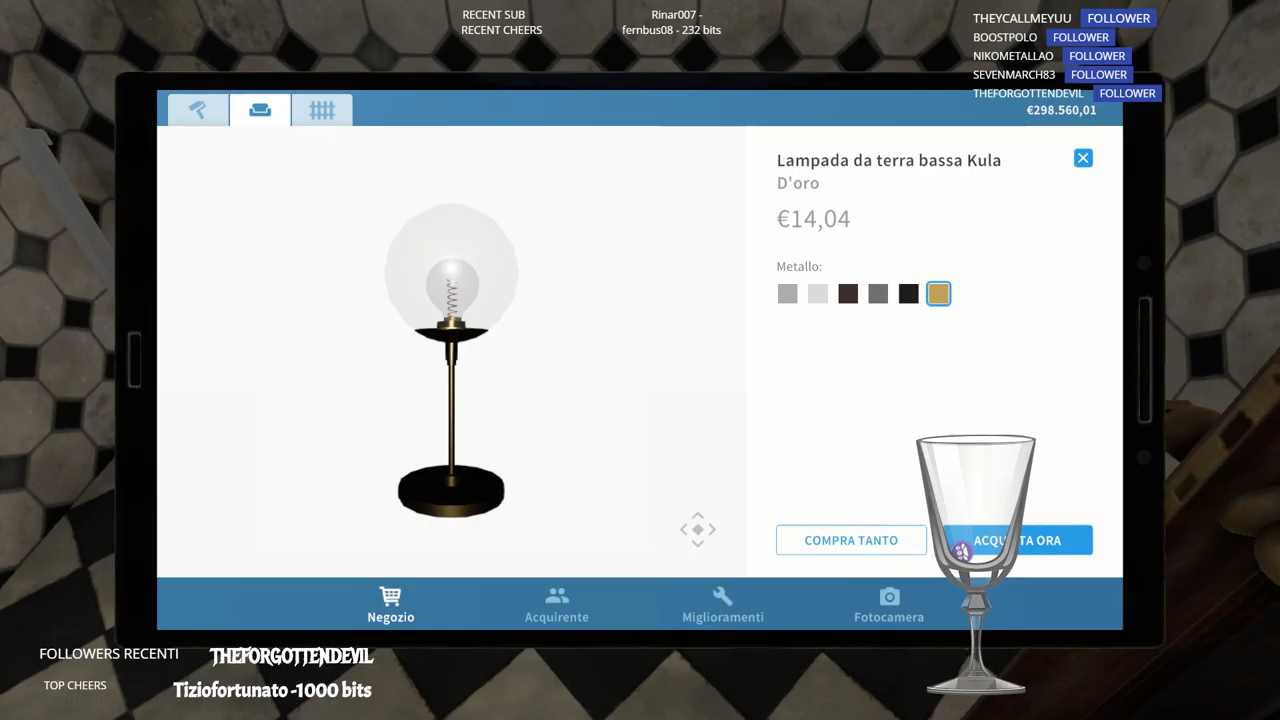 RECENT SUB
RECENT CHEERS
Rinar007 -
fernbus08 - 232 bits
THEYCALLMEYUU FOLLOWER
BOOSTPOLO FOLLOWER
NIKOMETALLAO FOLLOWER
SEVENMARCH83 FOLLOWER
THEFORGOTTENDEVIL FOLLOWER
€298.560,01
Lampada da terra bassa Kula
D'oro
€14,04
Metallo:
COMPRA TANTO
ACQUISTA ORA
Negozio
Acquirente
Miglioramenti
Fotocamera
FOLLOWERS RECENTI
THEFORGOTTENDEVIL
TOP CHEERS
Tiziofortunato -1000 bits